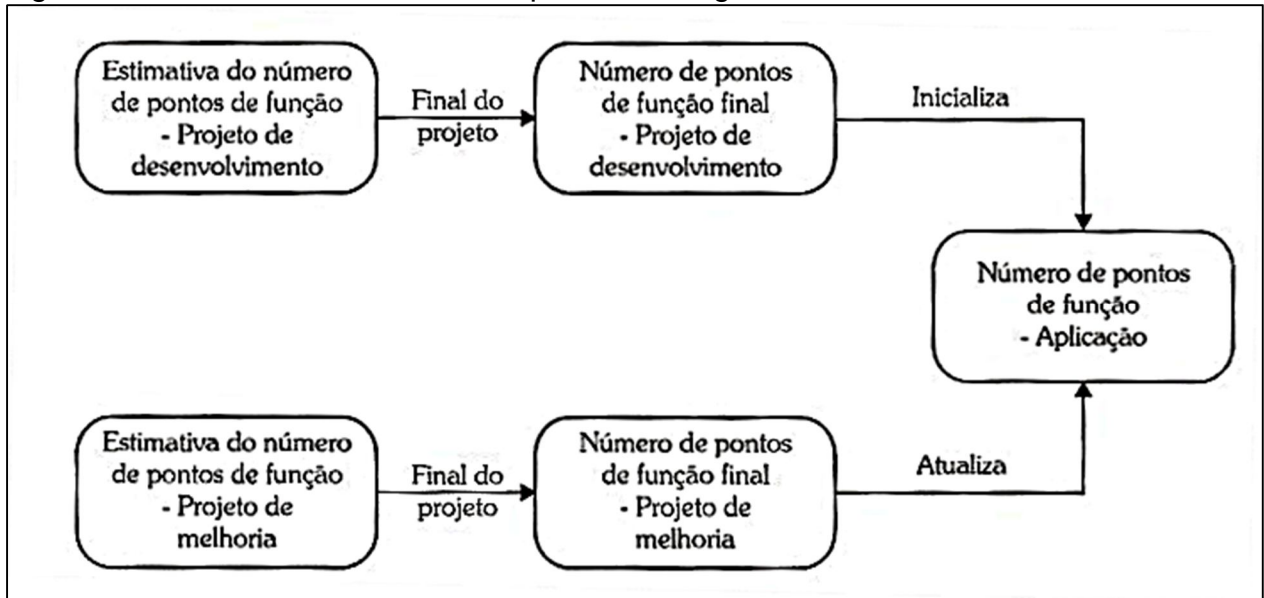 Estimativa do número
de pontos de função
- Projeto de
desenvolvimento
Final do
projeto
Número de pontos
de função final
- Projeto de
desenvolvimento
Inicializa
Número de pontos
de função
- Aplicação
Estimativa do número
de pontos de função
- Projeto de
melhoria
Final do
projeto
Número de pontos
de função final
- Projeto de
melhoria
Atualiza